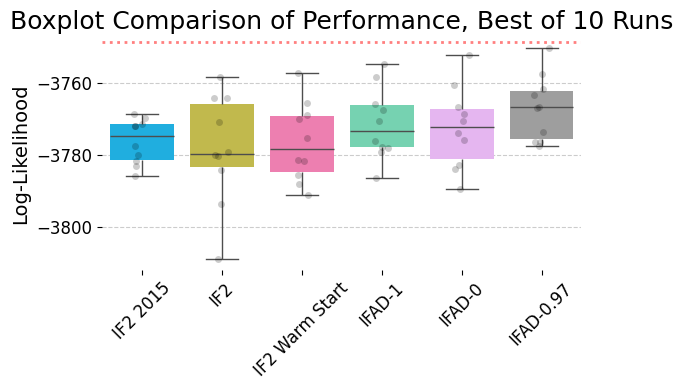 Boxplot Comparison of Performance, Best of 10 Runs
Log-Likelihood
−3760
−3780
−3800
IF2 2015
IF2
IF2 Warm Start
IFAD-1
IFAD-0
IFAD-0.97